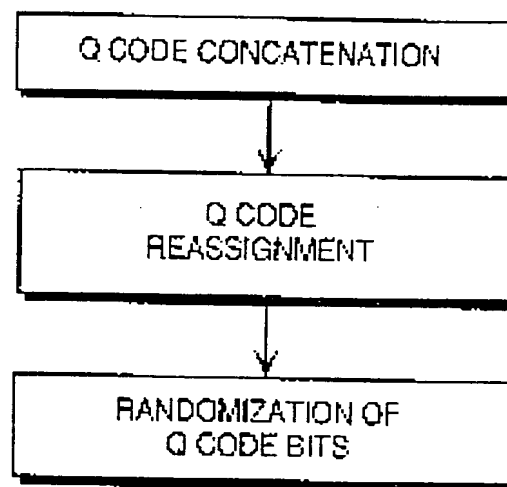 Q CODE CONCATENATION
Q CODE
REASSIGNMENT
RANDOMIZATION OF
Q CODE BITS